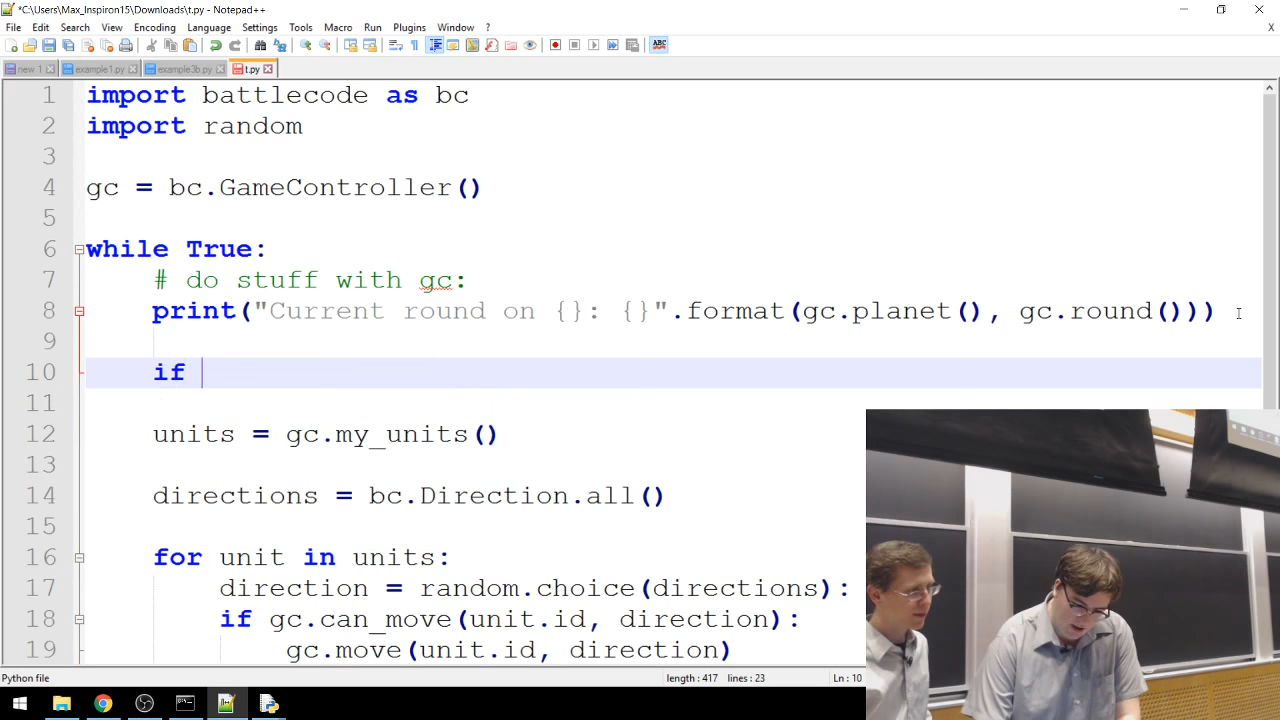 *C:\Users\Max_Inspiron15\Downloads\t.py - Notepad++
File Edit Search View Encoding Language Settings Tools Macro Run Plugins Window ? X
new 1 example1.py example3b.py t.py
1 import battlecode as bc
2 import random
3
4 gc = bc.GameController()
5
6 while True:
7 # do stuff with gc:
8 print("Current round on {}: {}".format(gc.planet(), gc.round()))
9
10 if
11
12 units = gc.my_units()
13
14 directions = bc.Direction.all()
15
16 for unit in units:
17 direction = random.choice(directions):
18 if gc.can_move(unit.id, direction):
19 gc.move(unit.id, direction)
Python file length : 417 lines : 23 Ln : 10